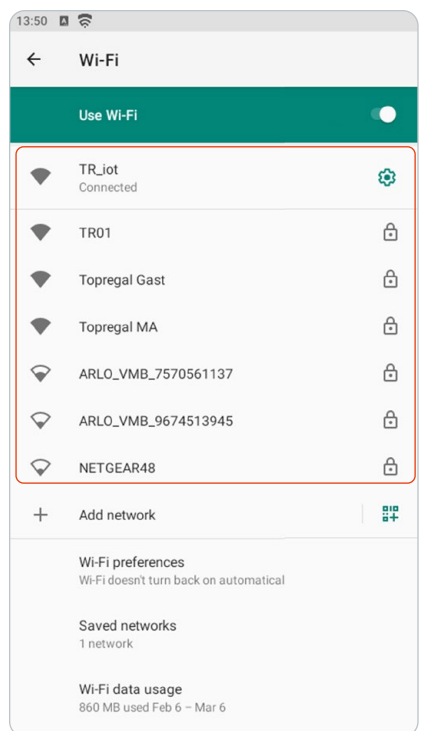 13:50
Wi-Fi
Use Wi-Fi
TR_iot
Connected
TR01
Topregal Gast
Topregal MA
ARLO_VMB_7570561137
ARLO_VMB_9674513945
NETGEAR48
Add network
Wi-Fi preferences
Wi-Fi doesn't turn back on automatical
Saved networks
1 network
Wi-Fi data usage
860 MB used Feb 6 – Mar 6